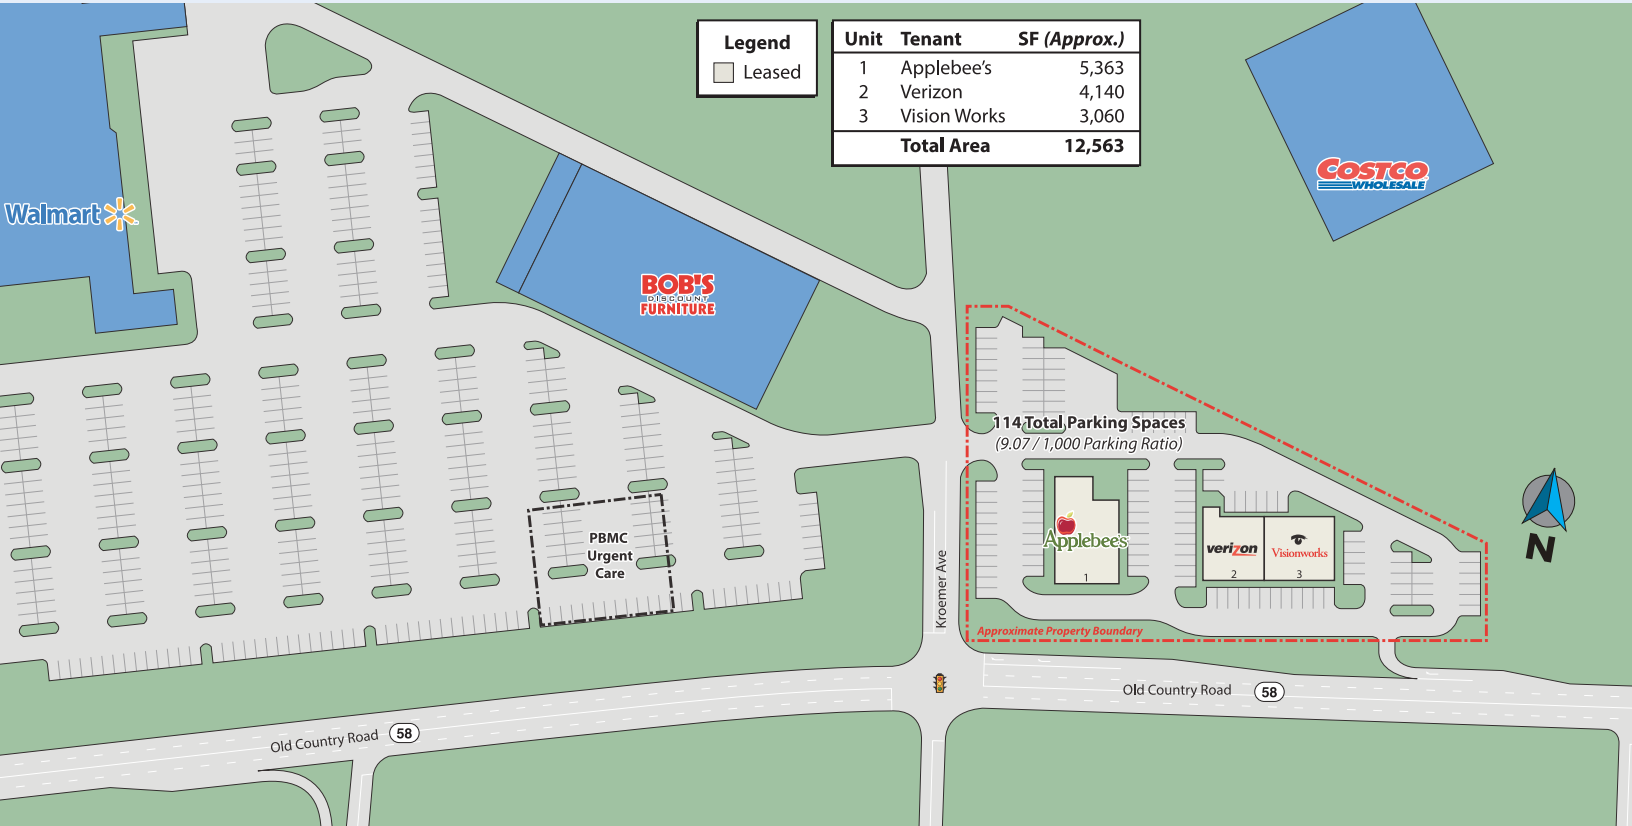 Legend
Leased
Unit Tenant SF (Approx.)
1 Applebee's 5,363
2 Verizon 4,140
3 Vision Works 3,060
Total Area 12,563
COSTCO
WHOLESALE
Walmart
BOB'S
DISCOUNT
FURNITURE
114 Total Parking Spaces
(9.07 / 1,000 Parking Ratio)
PBMC
Urgent
Care
Kroemer Ave
Applebee's
1
verizon
2
Visionworks
3
N
Approximate Property Boundary
Old Country Road 58
Old Country Road 58